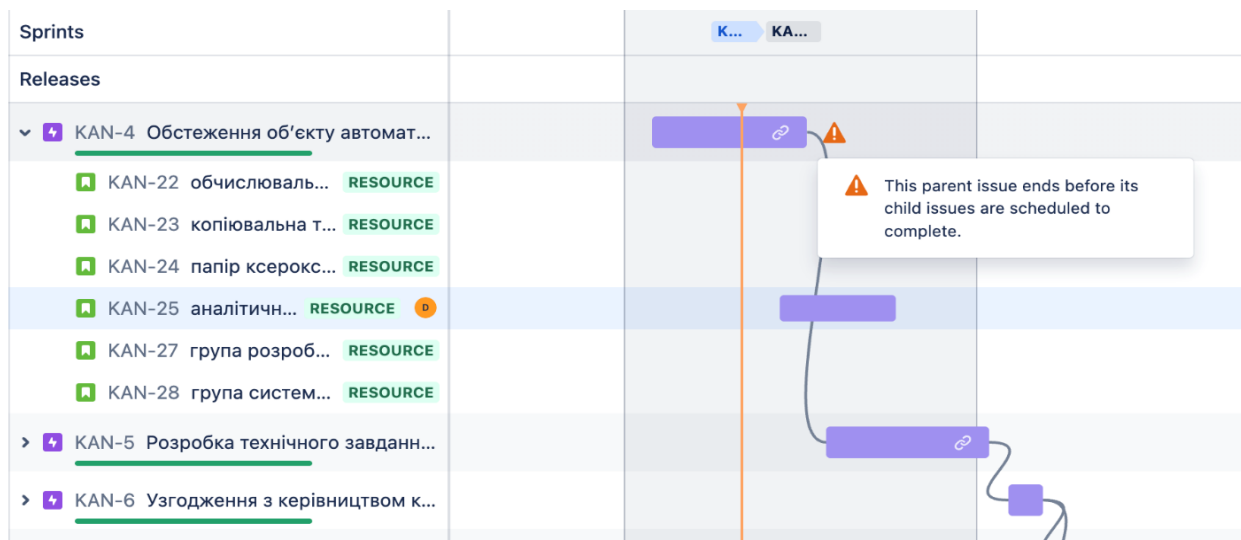 Sprints
K... KA...
Releases
KAN-4 Обстеження об'єкту автомат...
KAN-22 обчислюваль... RESOURCE
This parent issue ends before its
child issues are scheduled to
complete.
KAN-23 копіювальна т... RESOURCE
KAN-24 папір ксерокс... RESOURCE
KAN-25 аналітичн... RESOURCE D
KAN-27 група розроб... RESOURCE
KAN-28 група систем... RESOURCE
KAN-5 Розробка технічного завданн...
KAN-6 Узгодження з керівництвом к...